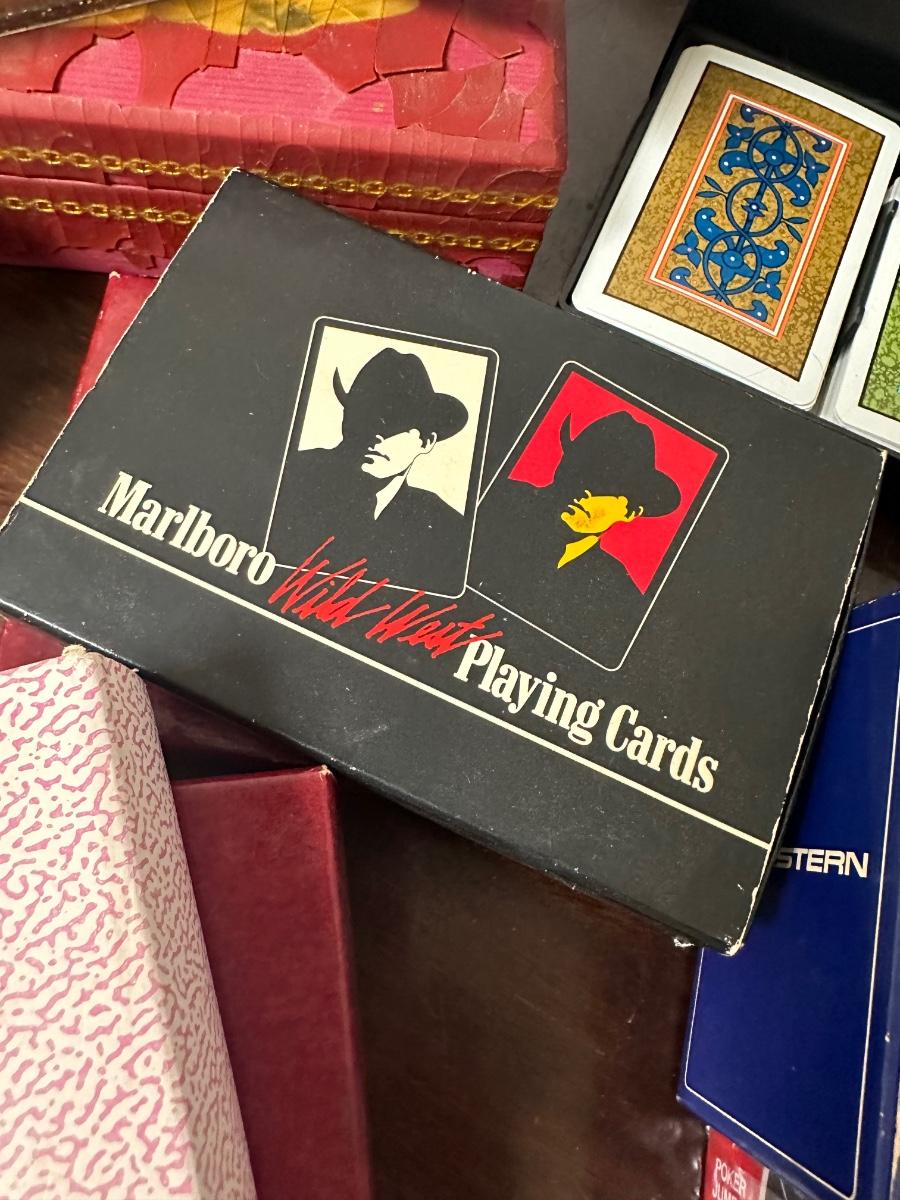 Marlboro Wild West Playing Cards
STERN
POKER